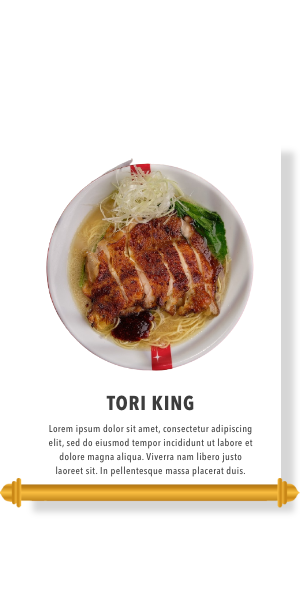 TORI KING
Lorem ipsum dolor sit amet, consectetur adipiscing
elit, sed do eiusmod tempor incididunt ut labore et
dolore magna aliqua. Viverra nam libero justo
laoreet sit. In pellentesque massa placerat duis.